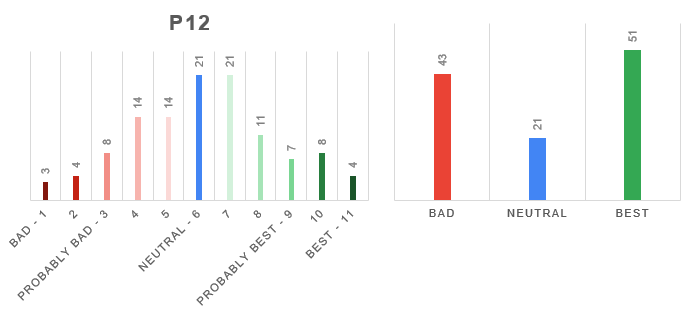 P12
3
4
8
14
14
21
21
11
7
8
4
BAD - 1
2
PROBABLY BAD - 3
4
5
NEUTRAL - 6
7
8
PROBABLY BEST - 9
10
BEST - 11
43
21
51
BAD
NEUTRAL
BEST